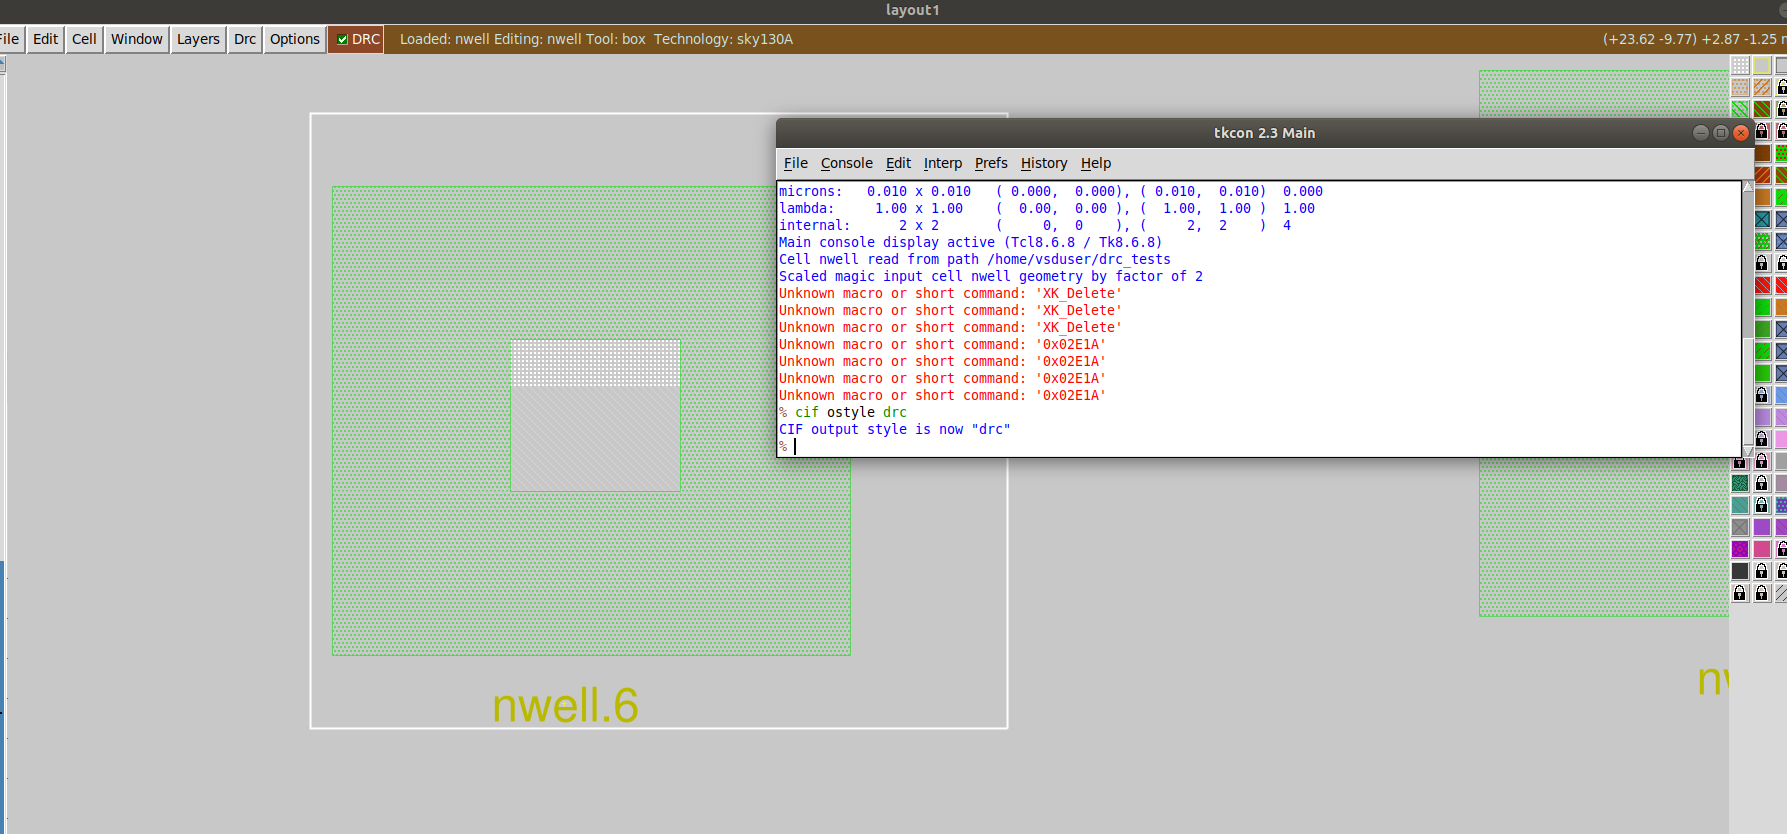 layout1
File Edit Cell Window Layers Drc Options DRC Loaded: nwell Editing: nwell Tool: box Technology: sky130A (+23.62 -9.77) +2.87 -1.25
tkcon 2.3 Main
File Console Edit Interp Prefs History Help
microns: 0.010 x 0.010 ( 0.000, 0.000), ( 0.010, 0.010) 0.000
lambda: 1.00 x 1.00 ( 0.00, 0.00 ), ( 1.00, 1.00 ) 1.00
internal: 2 x 2 ( 0, 0 ), ( 2, 2 ) 4
Main console display active (Tcl8.6.8 / Tk8.6.8)
Cell nwell read from path /home/vsduser/drc_tests
Scaled magic input cell nwell geometry by factor of 2
Unknown macro or short command: 'XK_Delete'
Unknown macro or short command: 'XK_Delete'
Unknown macro or short command: 'XK_Delete'
Unknown macro or short command: '0x02E1A'
Unknown macro or short command: '0x02E1A'
Unknown macro or short command: '0x02E1A'
Unknown macro or short command: '0x02E1A'
% cif ostyle drc
CIF output style is now "drc"
%
nwell.6